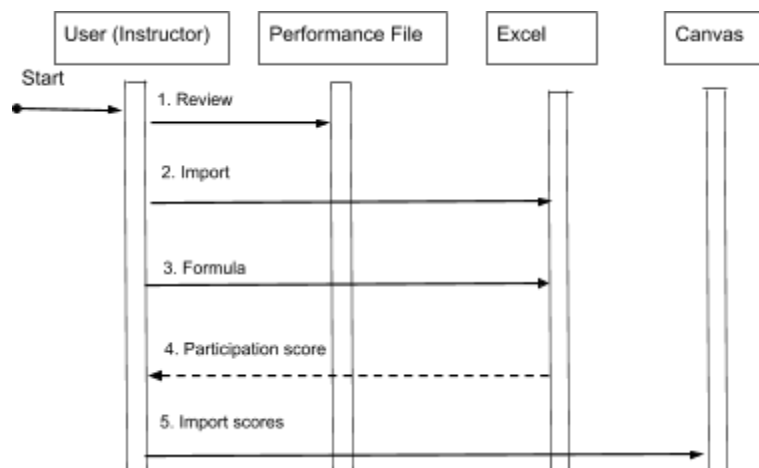 User (Instructor)
Performance File
Excel
Canvas
Start
1. Review
2. Import
3. Formula
4. Participation score
5. Import scores